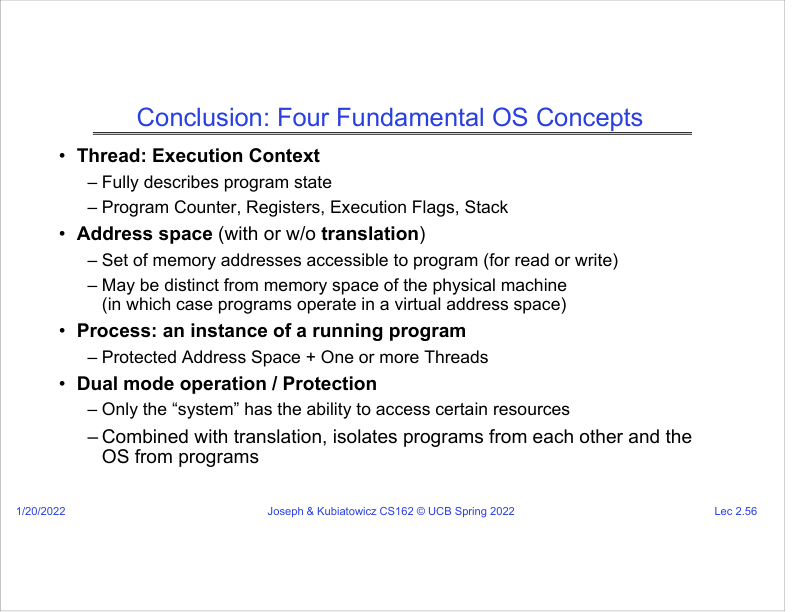 Conclusion: Four Fundamental OS Concepts
• Thread: Execution Context
– Fully describes program state
– Program Counter, Registers, Execution Flags, Stack
• Address space (with or w/o translation)
– Set of memory addresses accessible to program (for read or write)
– May be distinct from memory space of the physical machine
(in which case programs operate in a virtual address space)
• Process: an instance of a running program
– Protected Address Space + One or more Threads
• Dual mode operation / Protection
– Only the “system” has the ability to access certain resources
– Combined with translation, isolates programs from each other and the
OS from programs
1/20/2022
Joseph & Kubiatowicz CS162 © UCB Spring 2022
Lec 2.56